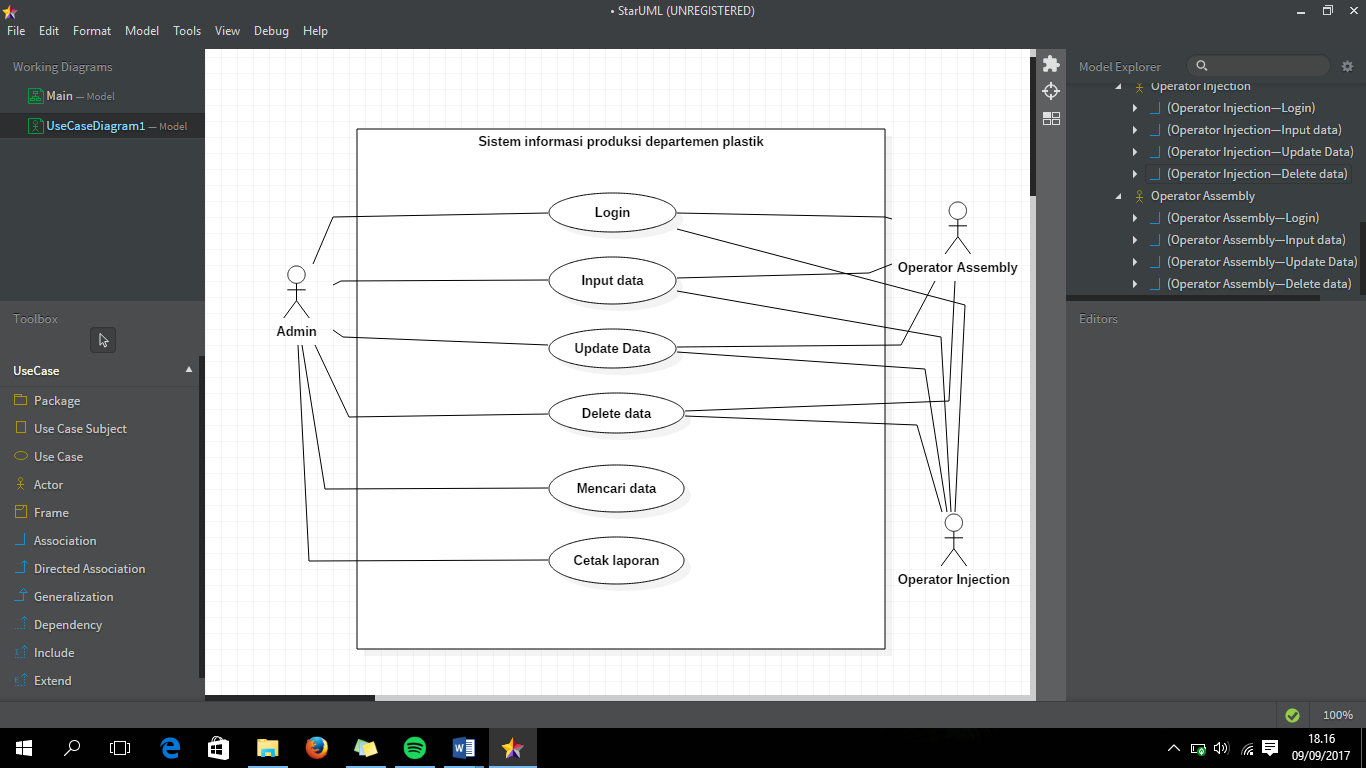 • StarUML (UNREGISTERED)
File Edit Format Model Tools View Debug Help
Working Diagrams
Main — Model
UseCaseDiagram1 — Model
Toolbox
UseCase
Package
Use Case Subject
Use Case
Actor
Frame
Association
Directed Association
Generalization
Dependency
Include
Extend
Sistem informasi produksi departemen plastik
Login
Input data
Update Data
Delete data
Mencari data
Cetak laporan
Admin
Operator Assembly
Operator Injection
Model Explorer
Operator Injection
(Operator Injection—Login)
(Operator Injection—Input data)
(Operator Injection—Update Data)
(Operator Injection—Delete data)
Operator Assembly
(Operator Assembly—Login)
(Operator Assembly—Input data)
(Operator Assembly—Update Data)
(Operator Assembly—Delete data)
Editors
100%
18.16
09/09/2017